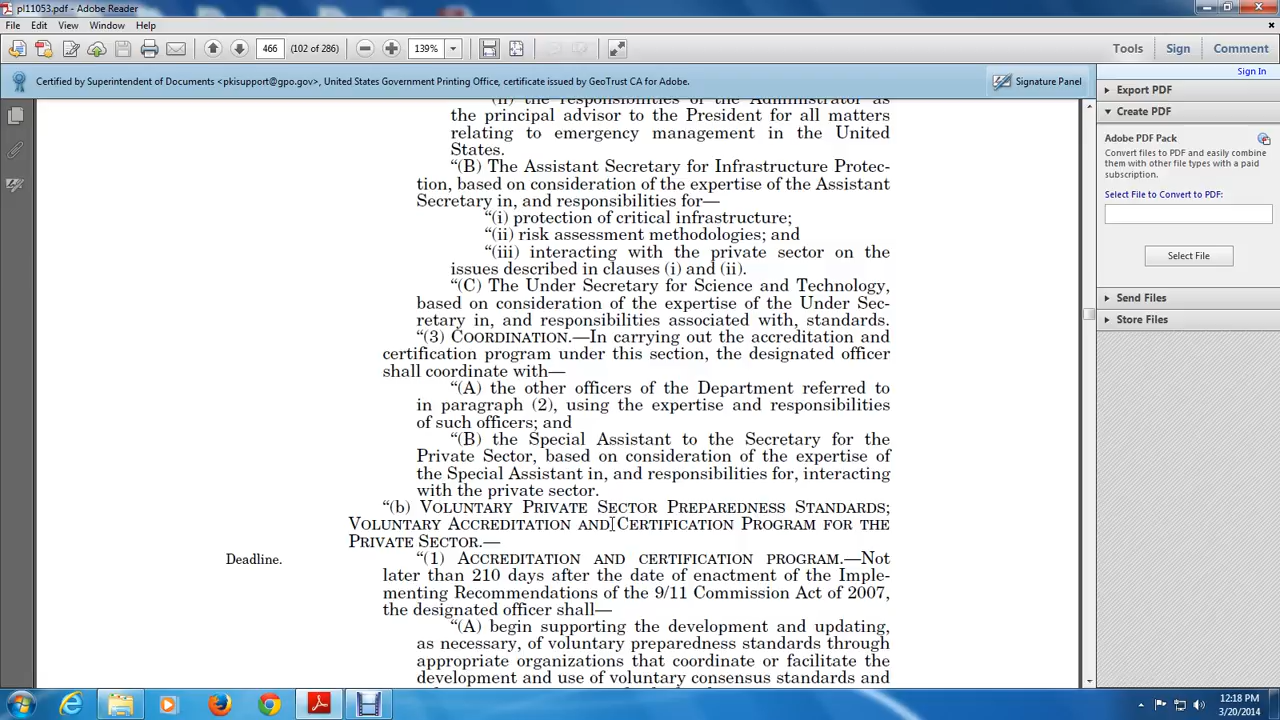 pl11053.pdf - Adobe Reader
File Edit View Window Help
466 (102 of 286) 139% Tools Sign Comment
Certified by Superintendent of Documents <pkisupport@gpo.gov>, United States Government Printing Office, certificate issued by GeoTrust CA for Adobe. Signature Panel
Sign In
Export PDF
Create PDF
Adobe PDF Pack
Convert files to PDF and easily combine
them with other file types with a paid
subscription.
Select File to Convert to PDF:
Select File
Send Files
Store Files
“(ii) the responsibilities of the Administrator as
the principal advisor to the President for all matters
relating to emergency management in the United
States.
“(B) The Assistant Secretary for Infrastructure Protec-
tion, based on consideration of the expertise of the Assistant
Secretary in, and responsibilities for—
“(i) protection of critical infrastructure;
“(ii) risk assessment methodologies; and
“(iii) interacting with the private sector on the
issues described in clauses (i) and (ii).
“(C) The Under Secretary for Science and Technology,
based on consideration of the expertise of the Under Sec-
retary in, and responsibilities associated with, standards.
“(3) COORDINATION.—In carrying out the accreditation and
certification program under this section, the designated officer
shall coordinate with—
“(A) the other officers of the Department referred to
in paragraph (2), using the expertise and responsibilities
of such officers; and
“(B) the Special Assistant to the Secretary for the
Private Sector, based on consideration of the expertise of
the Special Assistant in, and responsibilities for, interacting
with the private sector.
“(b) VOLUNTARY PRIVATE SECTOR PREPAREDNESS STANDARDS;
VOLUNTARY ACCREDITATION AND CERTIFICATION PROGRAM FOR THE
PRIVATE SECTOR.—
Deadline. “(1) ACCREDITATION AND CERTIFICATION PROGRAM.—Not
later than 210 days after the date of enactment of the Imple-
menting Recommendations of the 9/11 Commission Act of 2007,
the designated officer shall—
“(A) begin supporting the development and updating,
as necessary, of voluntary preparedness standards through
appropriate organizations that coordinate or facilitate the
development and use of voluntary consensus standards and
12:18 PM
3/20/2014